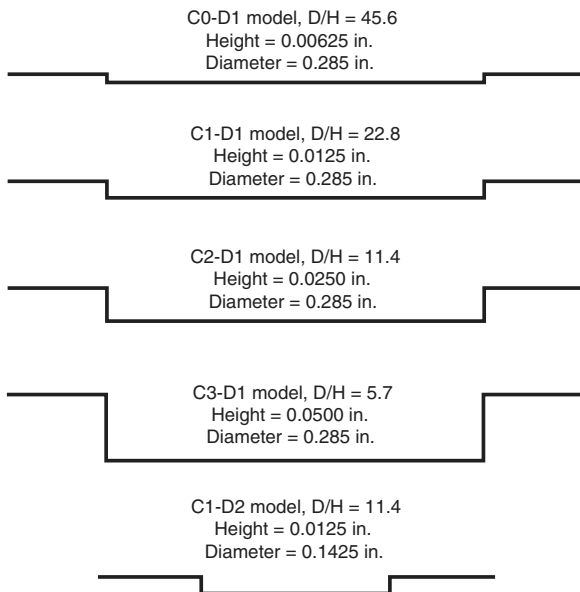 C0-D1 model, D/H = 45.6
Height = 0.00625 in.
Diameter = 0.285 in.
C1-D1 model, D/H = 22.8
Height = 0.0125 in.
Diameter = 0.285 in.
C2-D1 model, D/H = 11.4
Height = 0.0250 in.
Diameter = 0.285 in.
C3-D1 model, D/H = 5.7
Height = 0.0500 in.
Diameter = 0.285 in.
C1-D2 model, D/H = 11.4
Height = 0.0125 in.
Diameter = 0.1425 in.